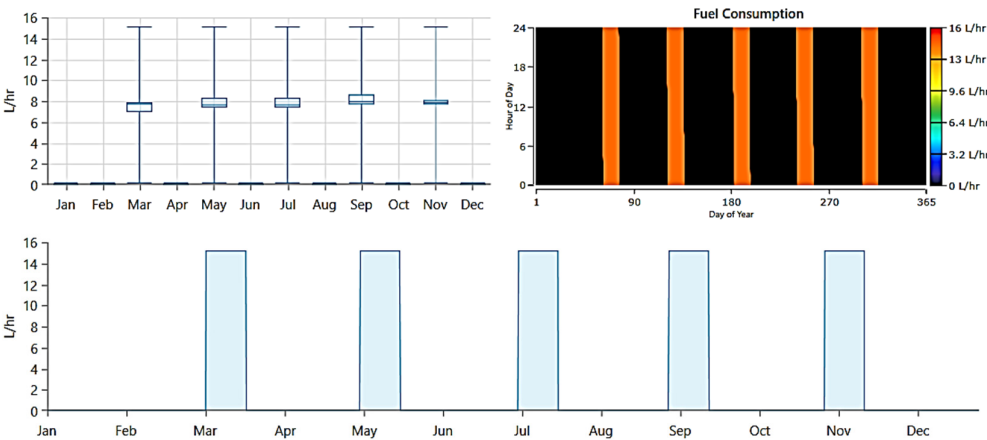 16
14
12
10
8
6
4
2
0
L/hr
Jan Feb Mar Apr May Jun Jul Aug Sep Oct Nov Dec
Fuel Consumption
24
18
12
6
0
Hour of Day
1 90 180 270 365
Day of Year
16 L/hr
13 L/hr
9.6 L/hr
6.4 L/hr
3.2 L/hr
0 L/hr
16
14
12
10
8
6
4
2
0
L/hr
Jan Feb Mar Apr May Jun Jul Aug Sep Oct Nov Dec